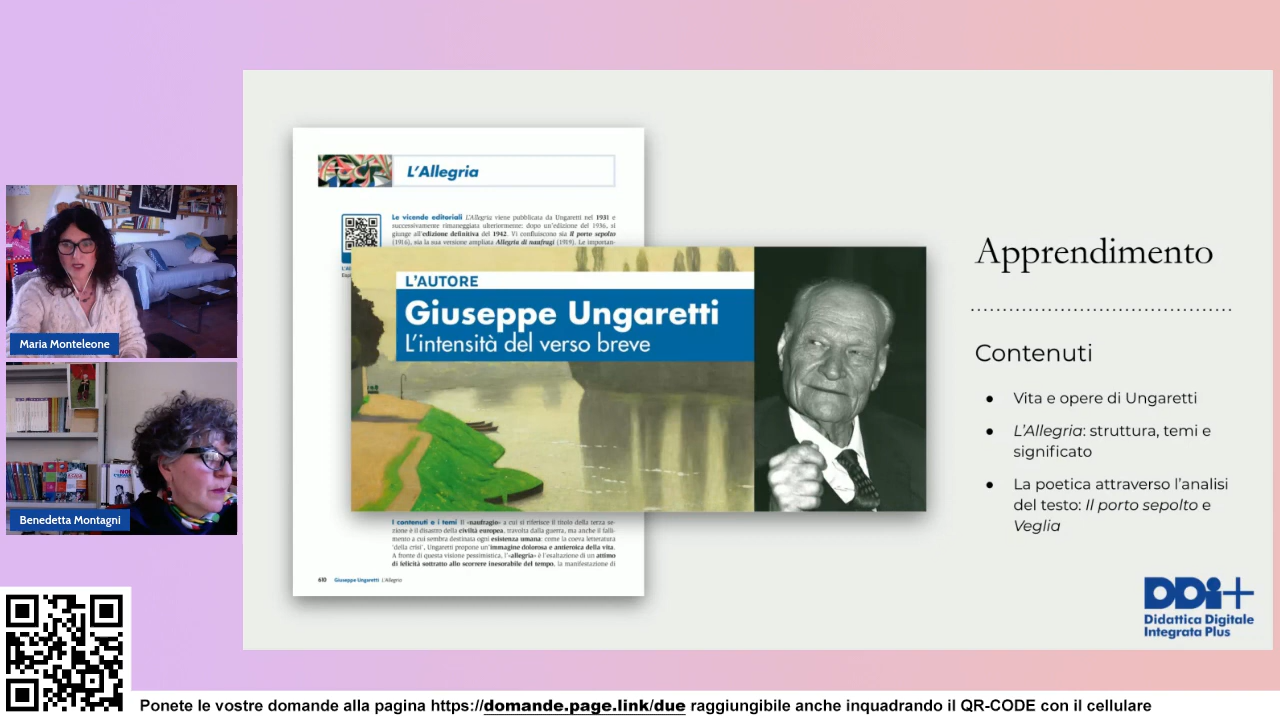 L'Allegria
Le vicende editoriali L'Allegria viene pubblicata da Ungaretti nel 1931 e
successivamente rimaneggiata ulteriormente: dopo un'edizione del 1936, si
giunge all'edizione definitiva del 1942. Vi confluiscono sia Il porto sepolto
(1916), sia la sua versione ampliata Allegria di naufragi (1919). Le importan-
L'AUTORE
Giuseppe Ungaretti
L'intensità del verso breve
I contenuti e i temi Il «naufragio» a cui si riferisce il titolo della terza se-
zione è il disastro della civiltà europea, travolta dalla guerra, ma anche il falli-
mento a cui sembra destinata ogni esistenza umana: come la coeva letteratura
'della crisi', Ungaretti propone un'immagine dolorosa e antieroica della vita.
A fronte di questa visione pessimistica, l'«allegria» è l'esaltazione di un attimo
di felicità sottratto allo scorrere inesorabile del tempo, la manifestazione di
610 Giuseppe Ungaretti L'Allegria
Apprendimento
Contenuti
● Vita e opere di Ungaretti
● L'Allegria: struttura, temi e
significato
● La poetica attraverso l'analisi
del testo: Il porto sepolto e
Veglia
DDi+
Didattica Digitale
Integrata Plus
Maria Monteleone
Benedetta Montagni
Ponete le vostre domande alla pagina https://domande.page.link/due raggiungibile anche inquadrando il QR-CODE con il cellulare